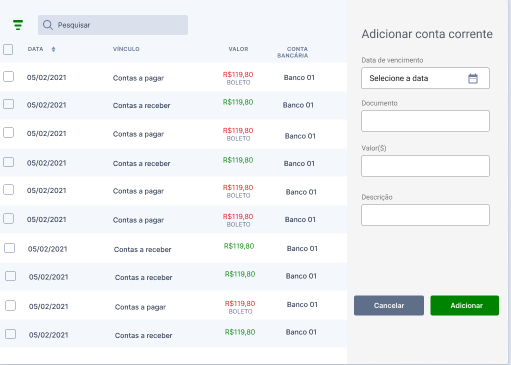 Pesquisar
DATA VÍNCULO VALOR CONTA BANCÁRIA
05/02/2021 Contas a pagar R$119,80 BOLETO Banco 01
05/02/2021 Contas a receber R$119,80 Banco 01
05/02/2021 Contas a pagar R$119,80 BOLETO Banco 01
05/02/2021 Contas a receber R$119,80 Banco 01
05/02/2021 Contas a pagar R$119,80 BOLETO Banco 01
05/02/2021 Contas a pagar R$119,80 BOLETO Banco 01
05/02/2021 Contas a receber R$119,80 Banco 01
05/02/2021 Contas a receber R$119,80 Banco 01
05/02/2021 Contas a pagar R$119,80 BOLETO Banco 01
05/02/2021 Contas a receber R$119,80 Banco 01
Adicionar conta corrente
Data de vencimento
Selecione a data
Documento
Valor($)
Descrição
Cancelar Adicionar